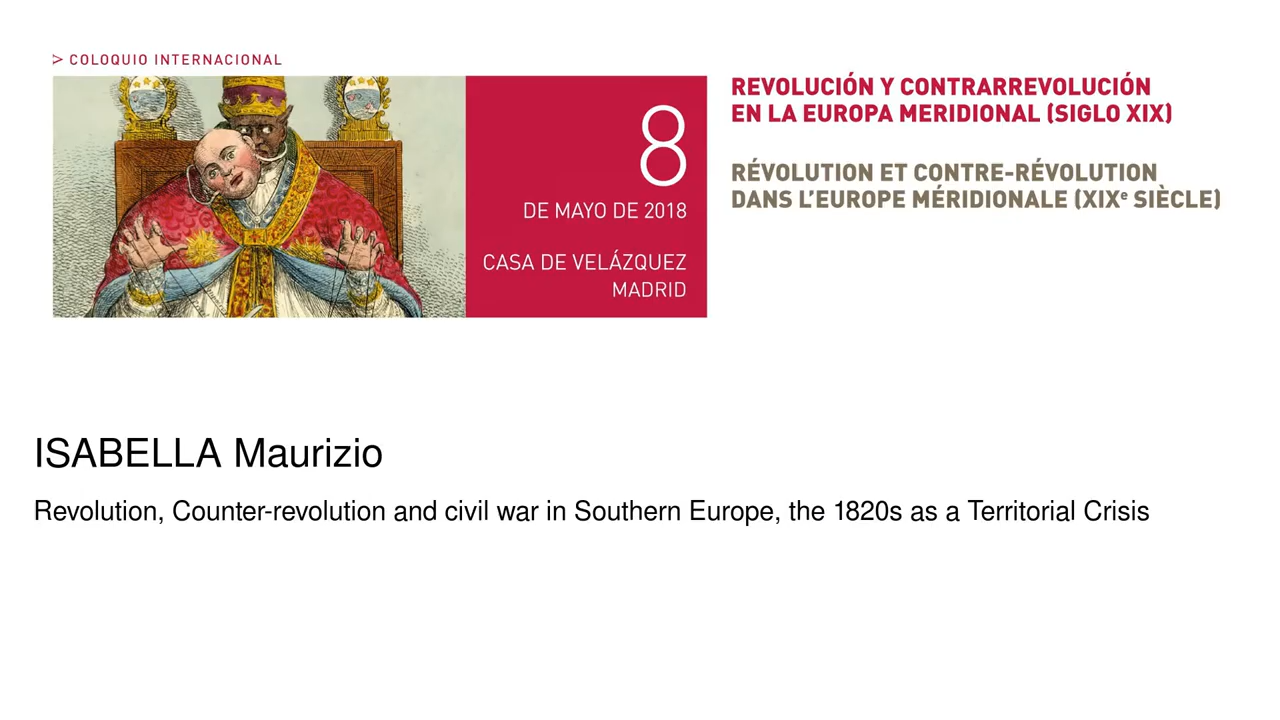 > COLOQUIO INTERNACIONAL
8
DE MAYO DE 2018
CASA DE VELÁZQUEZ
MADRID
REVOLUCIÓN Y CONTRARREVOLUCIÓN
EN LA EUROPA MERIDIONAL (SIGLO XIX)
RÉVOLUTION ET CONTRE-RÉVOLUTION
DANS L'EUROPE MÉRIDIONALE (XIXe SIÈCLE)
ISABELLA Maurizio
Revolution, Counter-revolution and civil war in Southern Europe, the 1820s as a Territorial Crisis